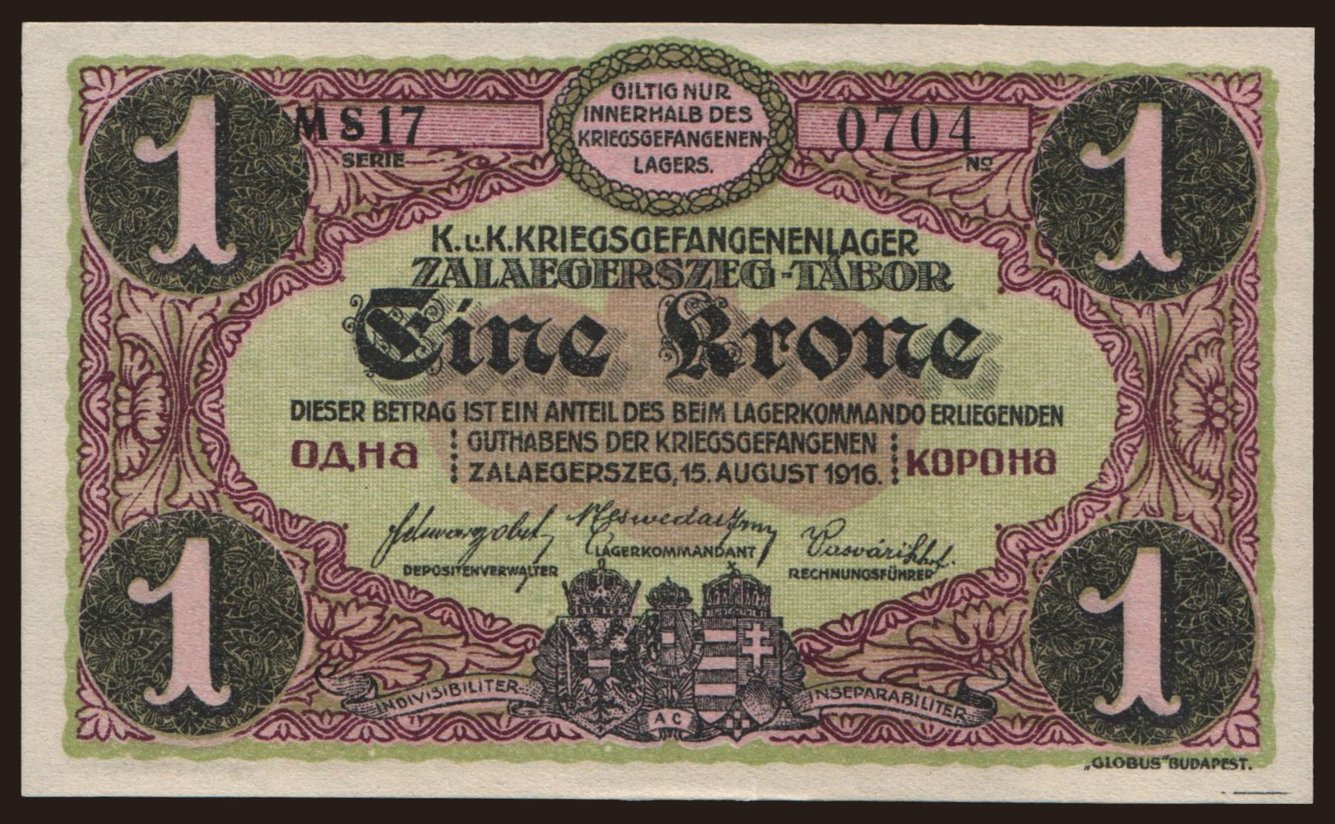 1
1
MS17
SERIE
GILTIG NUR
INNERHALB DES
KRIEGSGEFANGENEN-
LAGERS.
0704
No
K.u.K.KRIEGSGEFANGENENLAGER
ZALAEGERSZEG-TÁBOR
Eine Krone
DIESER BETRAG IST EIN ANTEIL DES BEIM LAGERKOMMANDO ERLIEGENDEN
ОДНА GUTHABENS DER KRIEGSGEFANGENEN КОРОНА
ZALAEGERSZEG, 15. AUGUST 1916.
DEPOSITENVERWALTER
LAGERKOMMANDANT
RECHNUNGSFÜHRER
1
1
INDIVISIBILITER
AC
INSEPARABILITER
„GLOBUS" BUDAPEST.